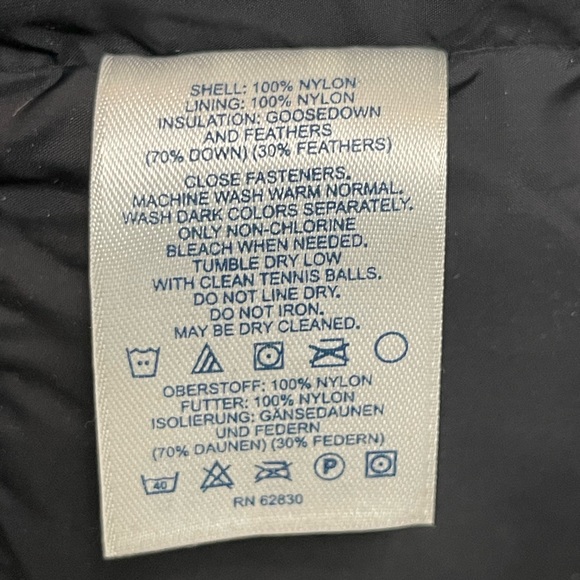 SHELL: 100% NYLON
LINING: 100% NYLON
INSULATION: GOOSEDOWN
AND FEATHERS
(70% DOWN) (30% FEATHERS)
CLOSE FASTENERS.
MACHINE WASH WARM NORMAL.
WASH DARK COLORS SEPARATELY.
ONLY NON-CHLORINE
BLEACH WHEN NEEDED.
TUMBLE DRY LOW
WITH CLEAN TENNIS BALLS.
DO NOT LINE DRY.
DO NOT IRON.
MAY BE DRY CLEANED.
OBERSTOFF: 100% NYLON
FUTTER: 100% NYLON
ISOLIERUNG: GÄNSEDAUNEN
UND FEDERN
(70% DAUNEN) (30% FEDERN)
40 P
RN 62830